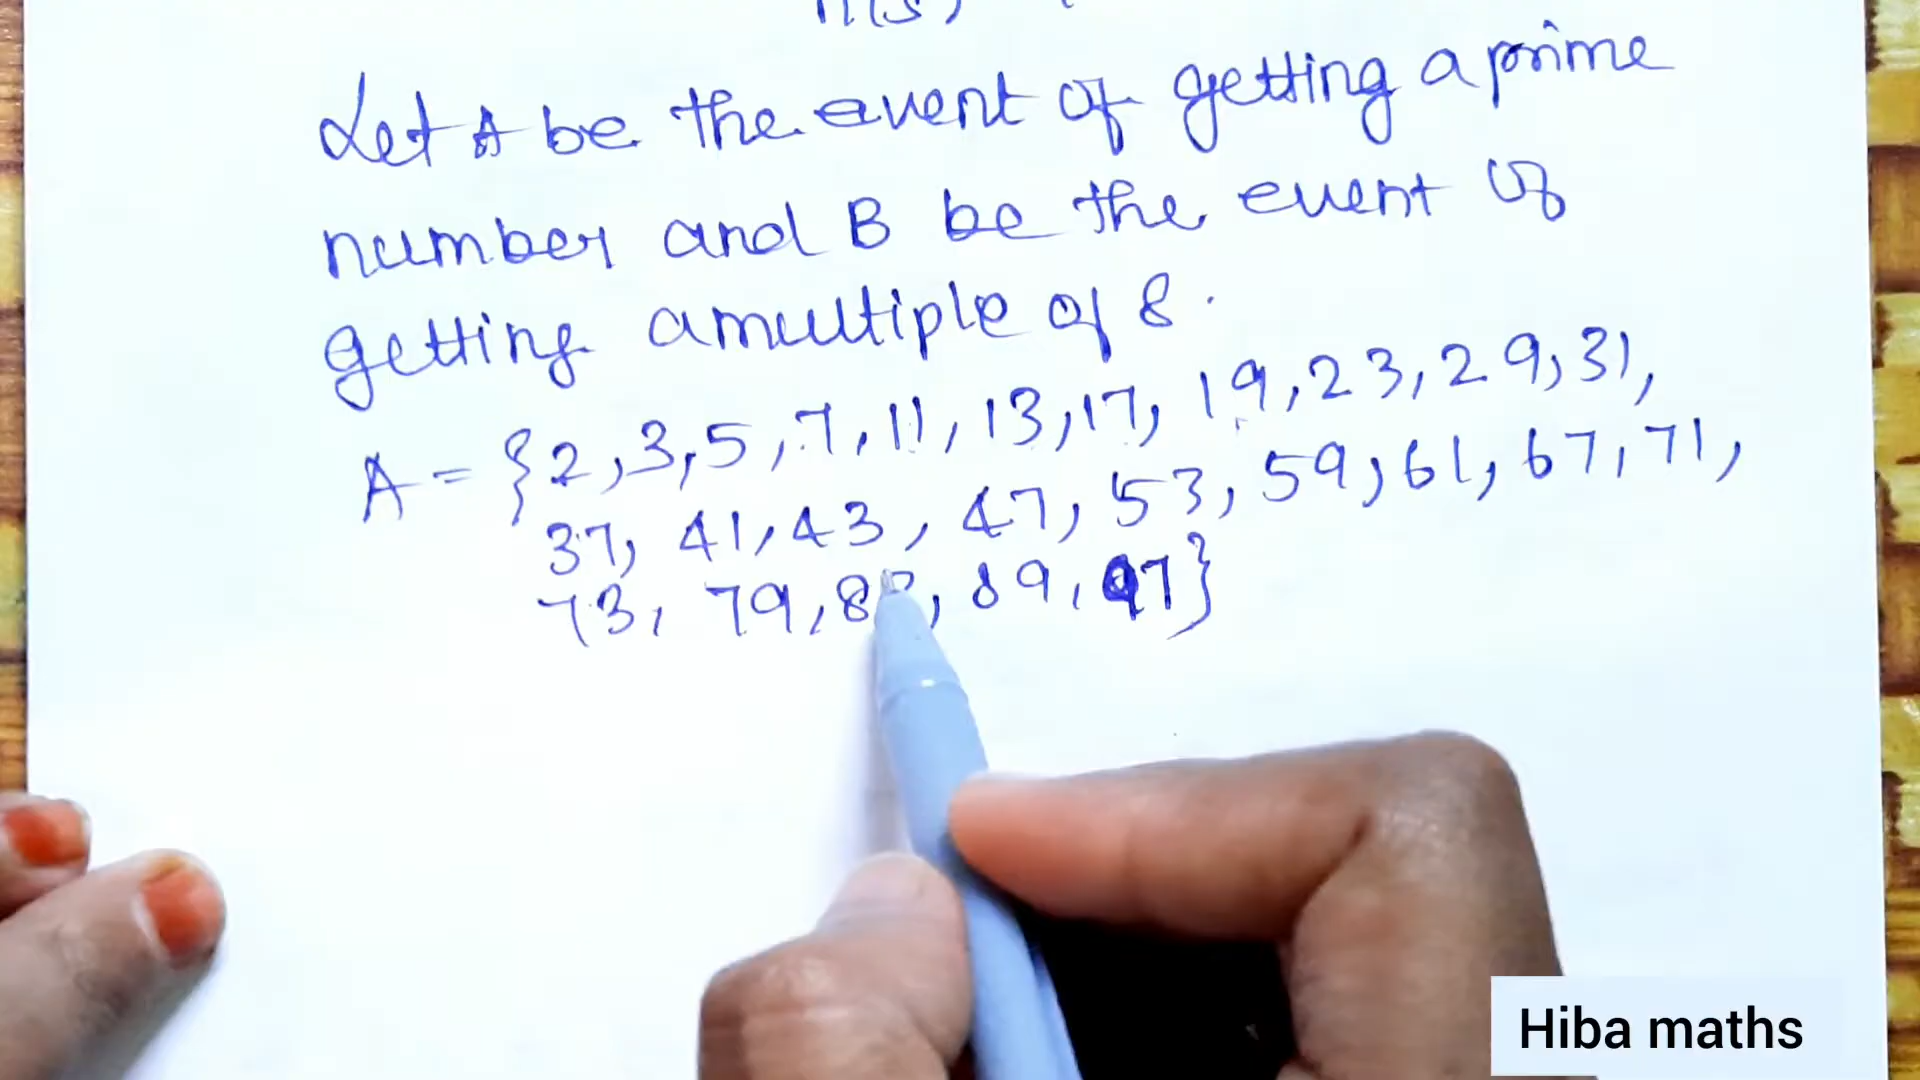 n(S)
Let A be the event of getting a prime
number and B be the event of
getting a multiple of 8.
A = {2, 3, 5, 7, 11, 13, 17, 19, 23, 29, 31,
37, 41, 43, 47, 53, 59, 61, 67, 71,
73, 79, 83, 89, 97}
Hiba maths